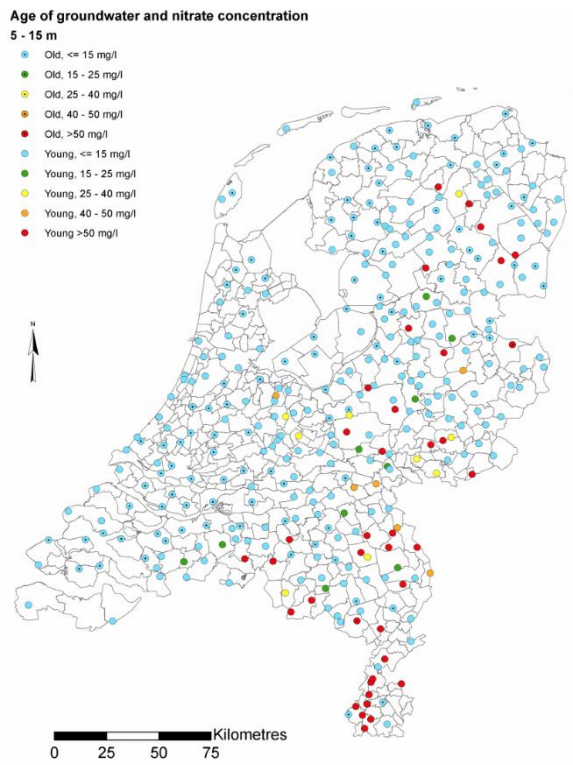 Age of groundwater and nitrate concentration
5 - 15 m
Old, <= 15 mg/l
Old, 15 - 25 mg/l
Old, 25 - 40 mg/l
Old, 40 - 50 mg/l
Old, >50 mg/l
Young, <= 15 mg/l
Young, 15 - 25 mg/l
Young, 25 - 40 mg/l
Young, 40 - 50 mg/l
Young >50 mg/l
N
Kilometres
0 25 50 75